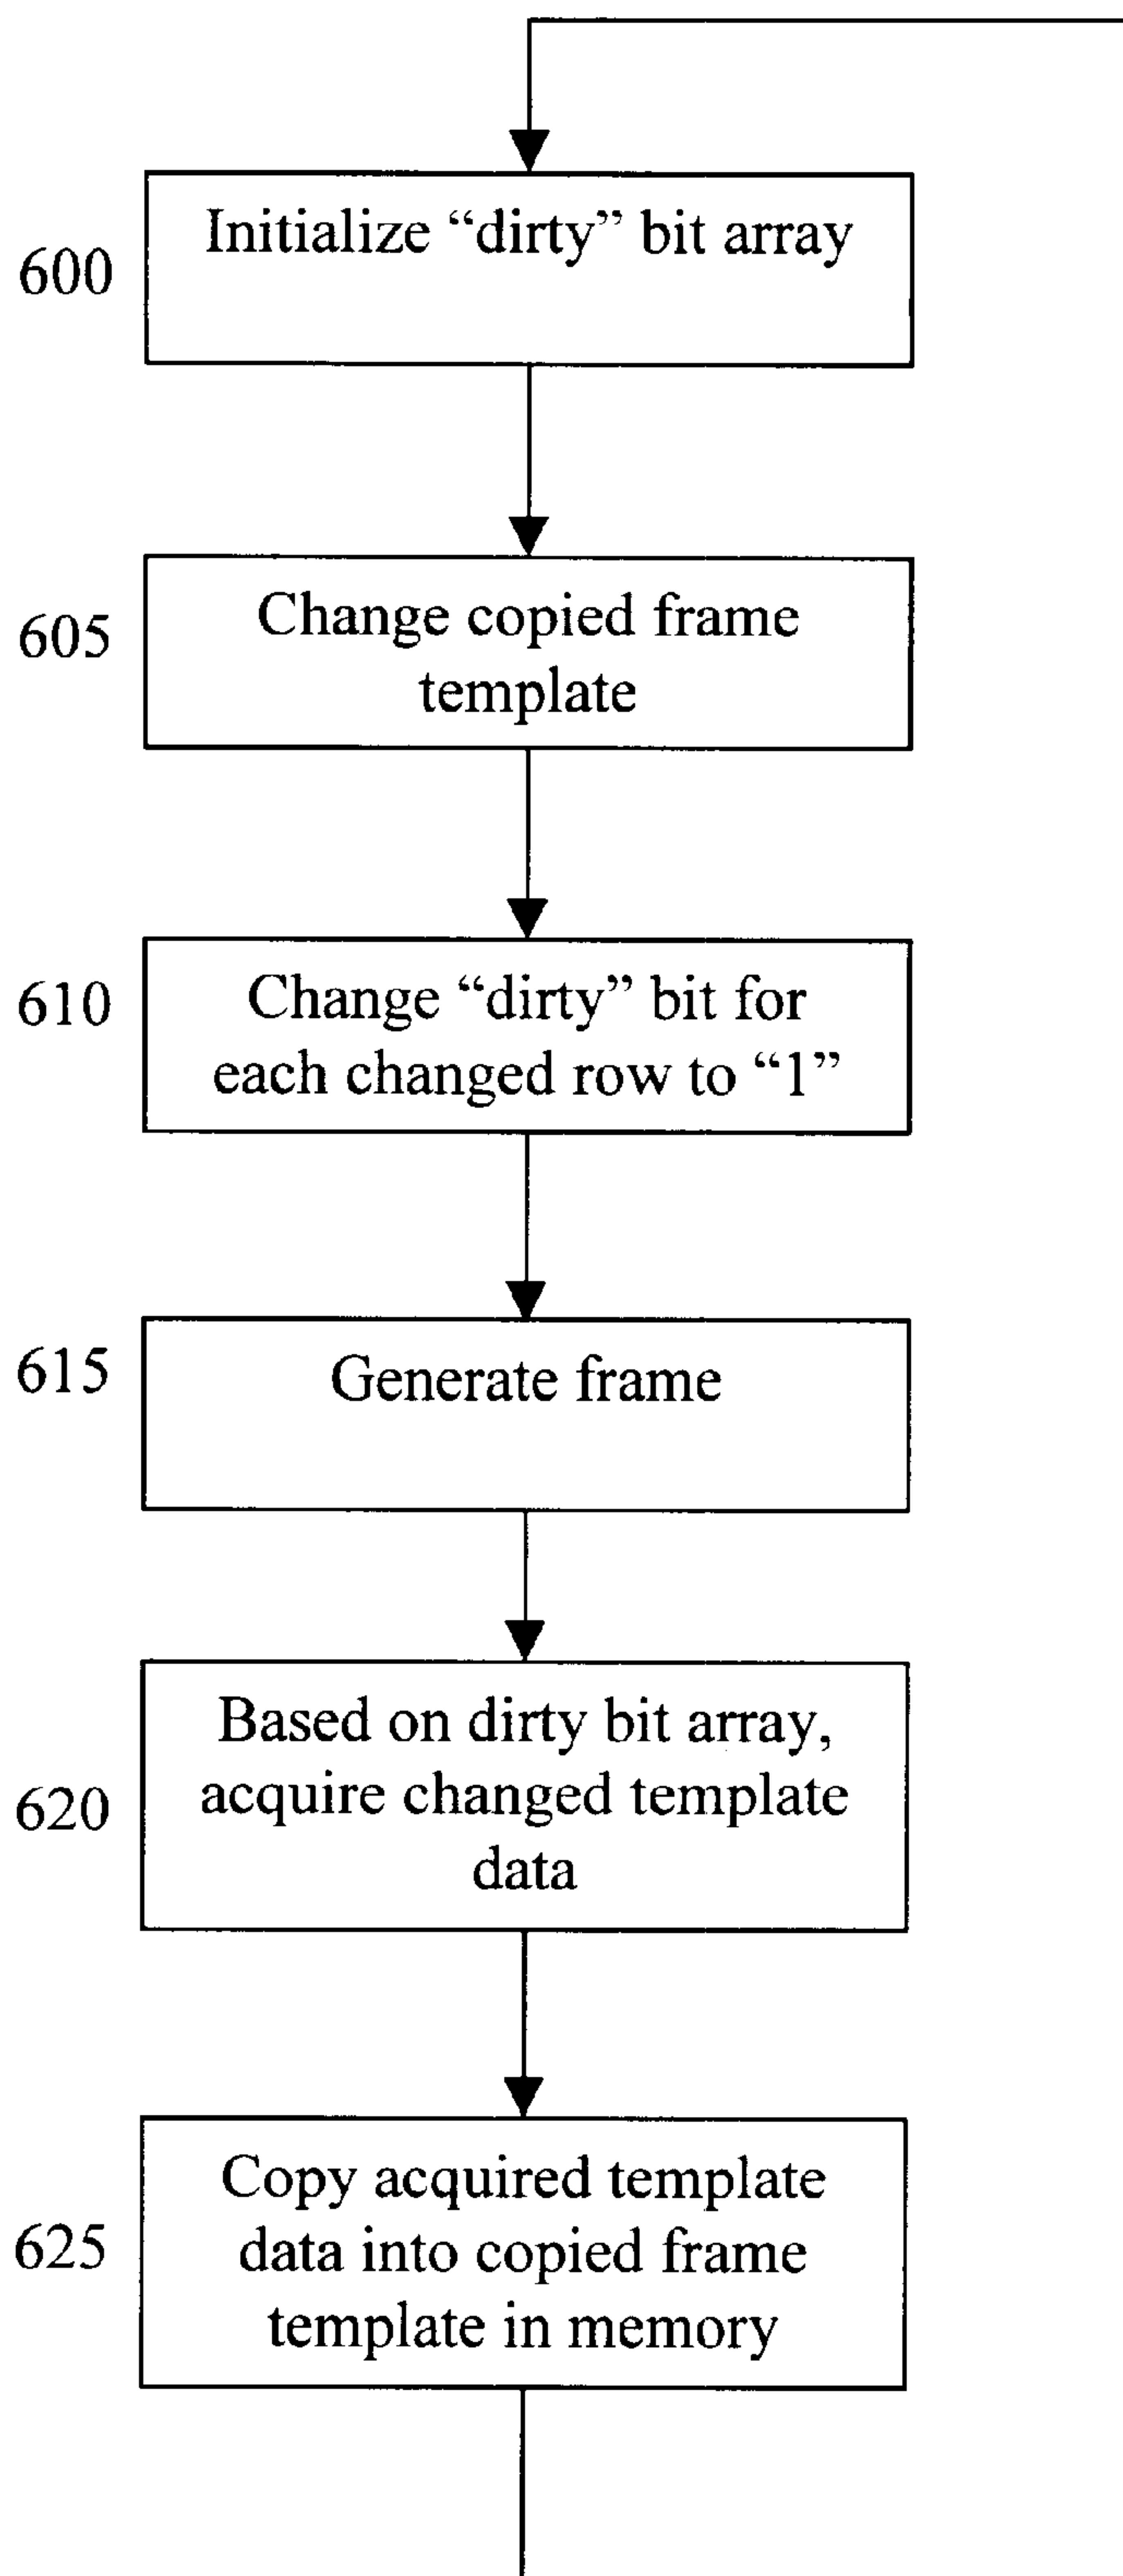 600
Initialize “dirty” bit array
605
Change copied frame
template
610
Change “dirty” bit for
each changed row to “1”
615
Generate frame
620
Based on dirty bit array,
acquire changed template
data
625
Copy acquired template
data into copied frame
template in memory